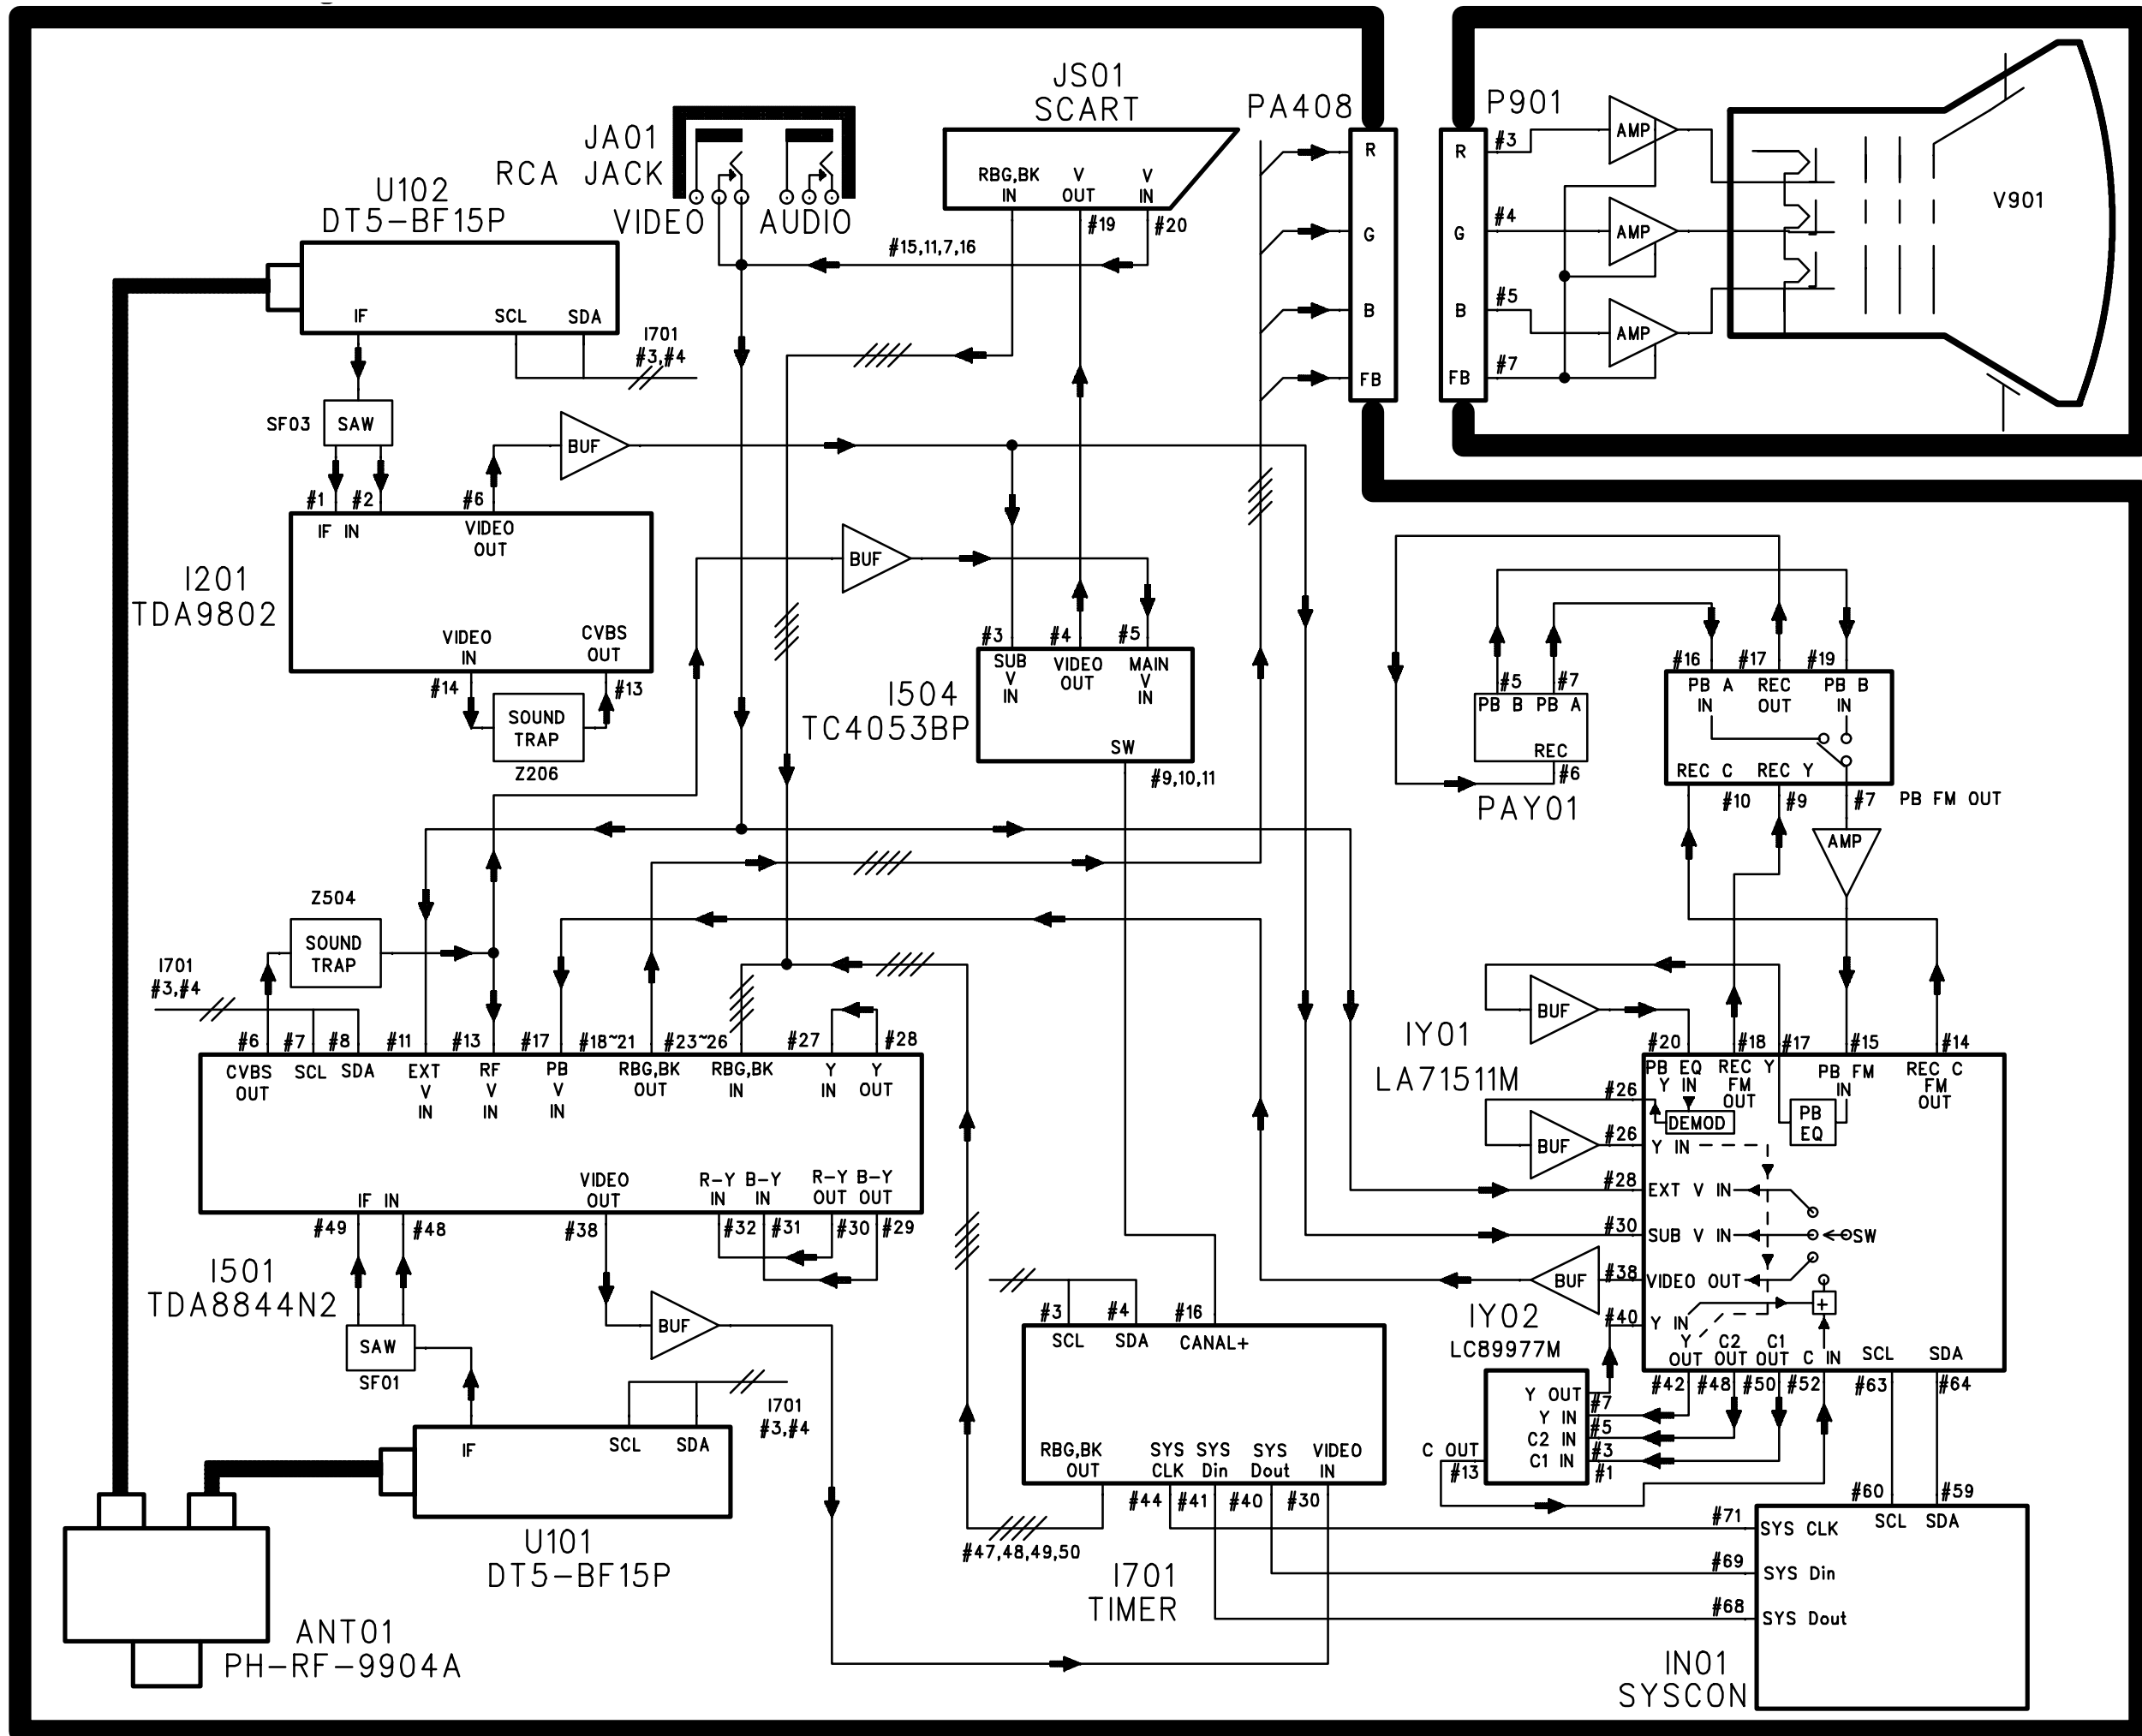 JS01
SCART
RBG,BK
IN
V
OUT
V
IN
#19
#20
#15,11,7,16
JA01
RCA JACK
VIDEO
AUDIO
PA408
R
G
B
FB
P901
R
G
B
FB
#3
#4
#5
#7
AMP
AMP
AMP
V901
U102
DT5-BF15P
IF
SCL
SDA
I701
#3,#4
SF03
SAW
#1
#2
#6
IF IN
VIDEO
OUT
BUF
I201
TDA9802
VIDEO
IN
CVBS
OUT
#14
#13
SOUND
TRAP
Z206
BUF
#3
#4
#5
SUB
V
IN
VIDEO
OUT
MAIN
V
IN
I504
TC4053BP
SW
#9,10,11
#5
#7
PB B
PB A
REC
#6
PAY01
#16
#17
#19
PB A
IN
REC
OUT
PB B
IN
REC C
REC Y
#10
#9
#7
PB FM OUT
AMP
Z504
SOUND
TRAP
I701
#3,#4
#6
#7
#8
#11
#13
#17
#18~21
#23~26
#27
#28
CVBS
OUT
SCL
SDA
EXT
V
IN
RF
V
IN
PB
V
IN
RBG,BK
OUT
RBG,BK
IN
Y
IN
Y
OUT
IF IN
VIDEO
OUT
R-Y
IN
B-Y
IN
R-Y
OUT
B-Y
OUT
#49
#48
#38
#32
#31
#30
#29
I501
TDA8844N2
SAW
SF01
BUF
I701
#3,#4
IF
SCL
SDA
U101
DT5-BF15P
ANT01
PH-RF-9904A
BUF
IY01
LA71511M
#20
#18
#17
#15
#14
PB EQ
Y IN
REC Y
FM
OUT
PB FM
IN
REC C
FM
OUT
DEMOD
PB
EQ
#26
BUF
#26
Y IN
#28
EXT V IN
#30
SUB V IN
SW
BUF
#38
VIDEO OUT
#40
Y IN
+
Y
OUT
C2
OUT
C1
OUT
C IN
SCL
SDA
#42
#48
#50
#52
#63
#64
IY02
LC89977M
Y OUT
Y IN
C2 IN
C1 IN
#7
#5
#3
#1
C OUT
#13
#3
#4
#16
SCL
SDA
CANAL+
RBG,BK
OUT
SYS
CLK
SYS
Din
SYS
Dout
VIDEO
IN
#44
#41
#40
#30
#47,48,49,50
I701
TIMER
#60
#59
SCL
SDA
#71
SYS CLK
#69
SYS Din
#68
SYS Dout
IN01
SYSCON